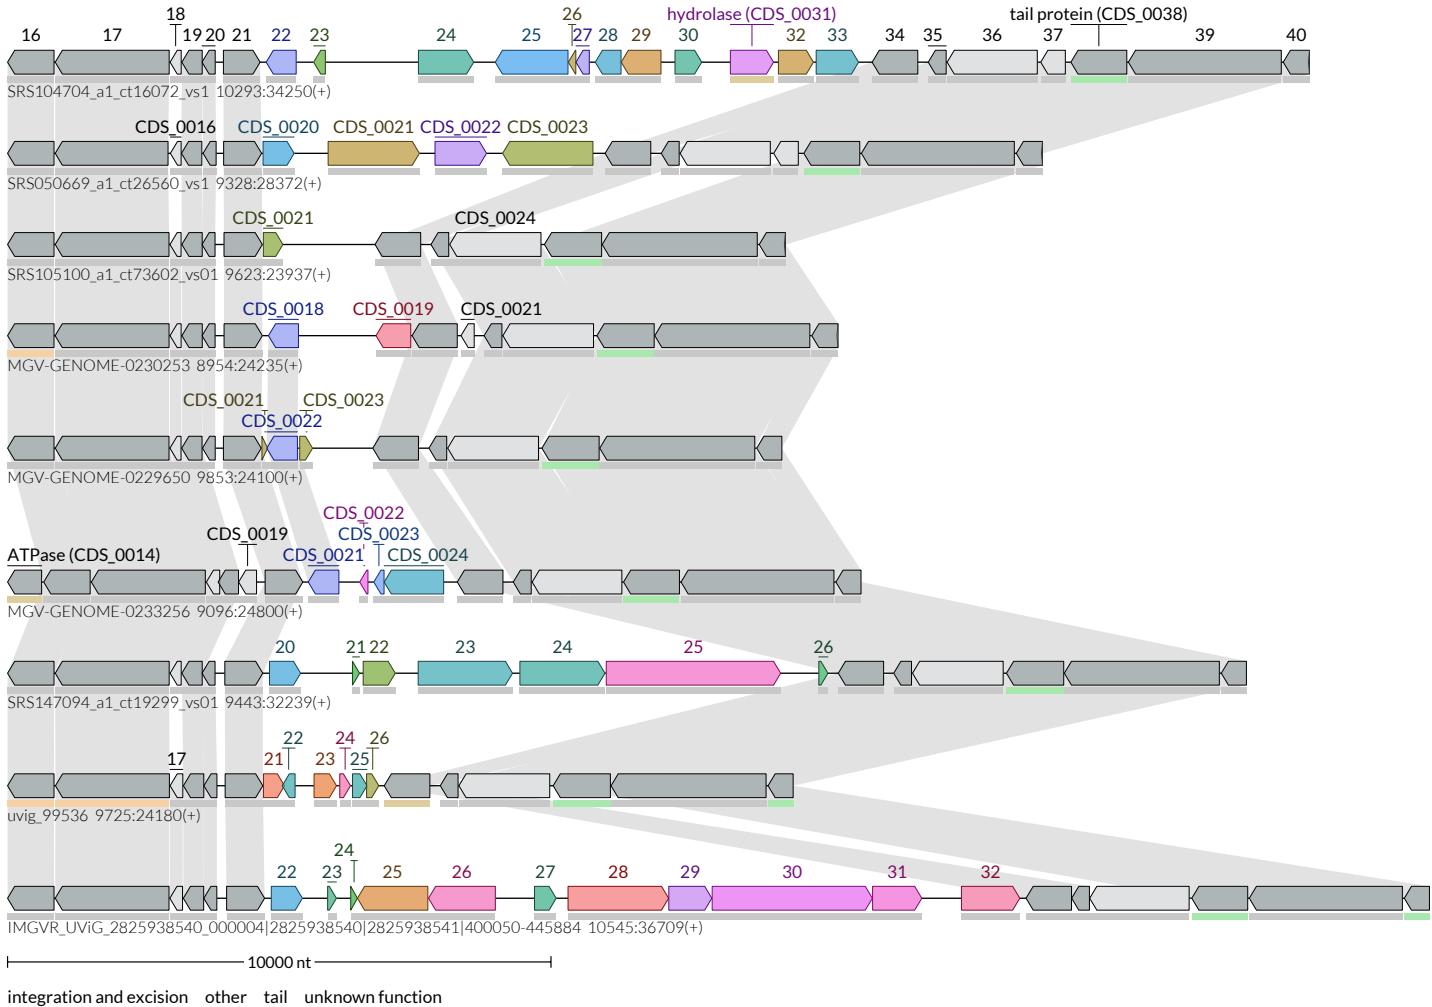 18 26 hydrolase (CDS_0031) tail protein (CDS_0038)
16 17 19 20 21 22 23 24 25 27 28 29 30 32 33 34 35 36 37 39 40
SRS104704_a1_ct16072_vs1 10293:34250(+)
CDS_0016 CDS_0020 CDS_0021 CDS_0022 CDS_0023
SRS050669_a1_ct26560_vs1 9328:28372(+)
CDS_0021 CDS_0024
SRS105100_a1_ct73602_vs01 9623:23937(+)
CDS_0018 CDS_0019 CDS_0021
MGV-GENOME-0230253 8954:24235(+)
CDS_0021 CDS_0023
CDS_0022
MGV-GENOME-0229650 9853:24100(+)
CDS_0022
CDS_0019 CDS_0023
ATPase (CDS_0014) CDS_0021 CDS_0024
MGV-GENOME-0233256 9096:24800(+)
20 21 22 23 24 25 26
SRS147094_a1_ct19299_vs01 9443:32239(+)
22 24 26
17 21 23 25
uvig_99536 9725:24180(+)
24
22 23 25 26 27 28 29 30 31 32
IMGVR_UViG_2825938540_000004|2825938540|2825938541|400050-445884 10545:36709(+)
10000 nt
integration and excision other tail unknown function